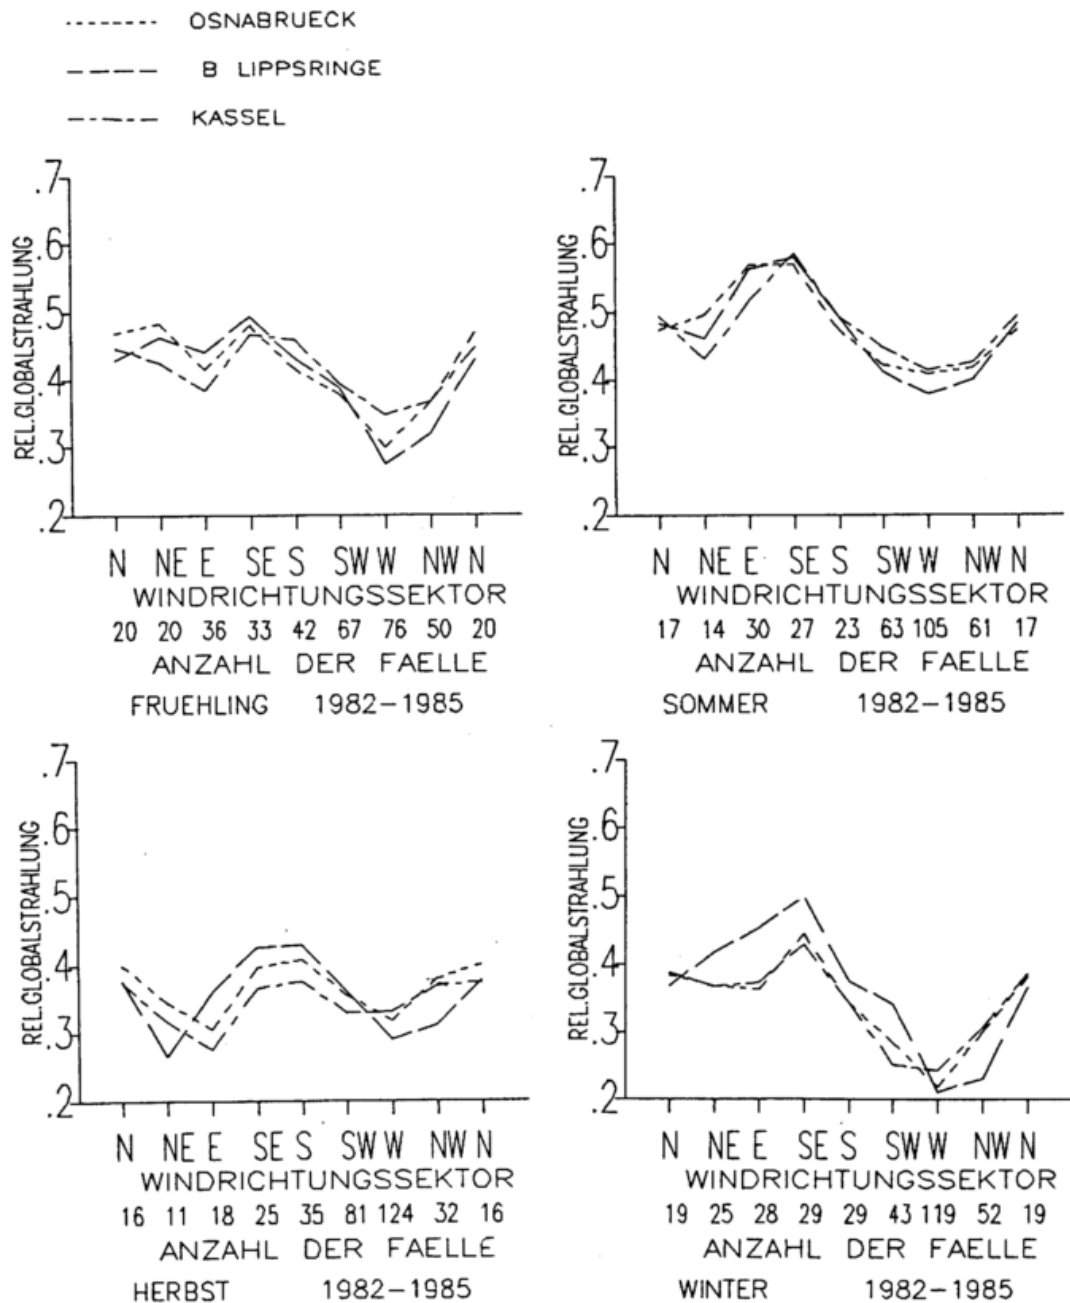 OSNABRUECK
B LIPPSRINGE
KASSEL
REL.GLOBALSTRAHLUNG
.7
.6
.5
.4
.3
.2
N NE E SE S SW W NW N
WINDRICHTUNGSSEKTOR
20 20 36 33 42 67 76 50 20
ANZAHL DER FAELLE
FRUEHLING 1982-1985
REL.GLOBALSTRAHLUNG
.7
.6
.5
.4
.3
.2
N NE E SE S SW W NW N
WINDRICHTUNGSSEKTOR
17 14 30 27 23 63 105 61 17
ANZAHL DER FAELLE
SOMMER 1982-1985
REL.GLOBALSTRAHLUNG
.7
.6
.5
.4
.3
.2
N NE E SE S SW W NW N
WINDRICHTUNGSSEKTOR
16 11 18 25 35 81 124 32 16
ANZAHL DER FAELLE
HERBST 1982-1985
REL.GLOBALSTRAHLUNG
.7
.6
.5
.4
.3
.2
N NE E SE S SW W NW N
WINDRICHTUNGSSEKTOR
19 25 28 29 29 43 119 52 19
ANZAHL DER FAELLE
WINTER 1982-1985